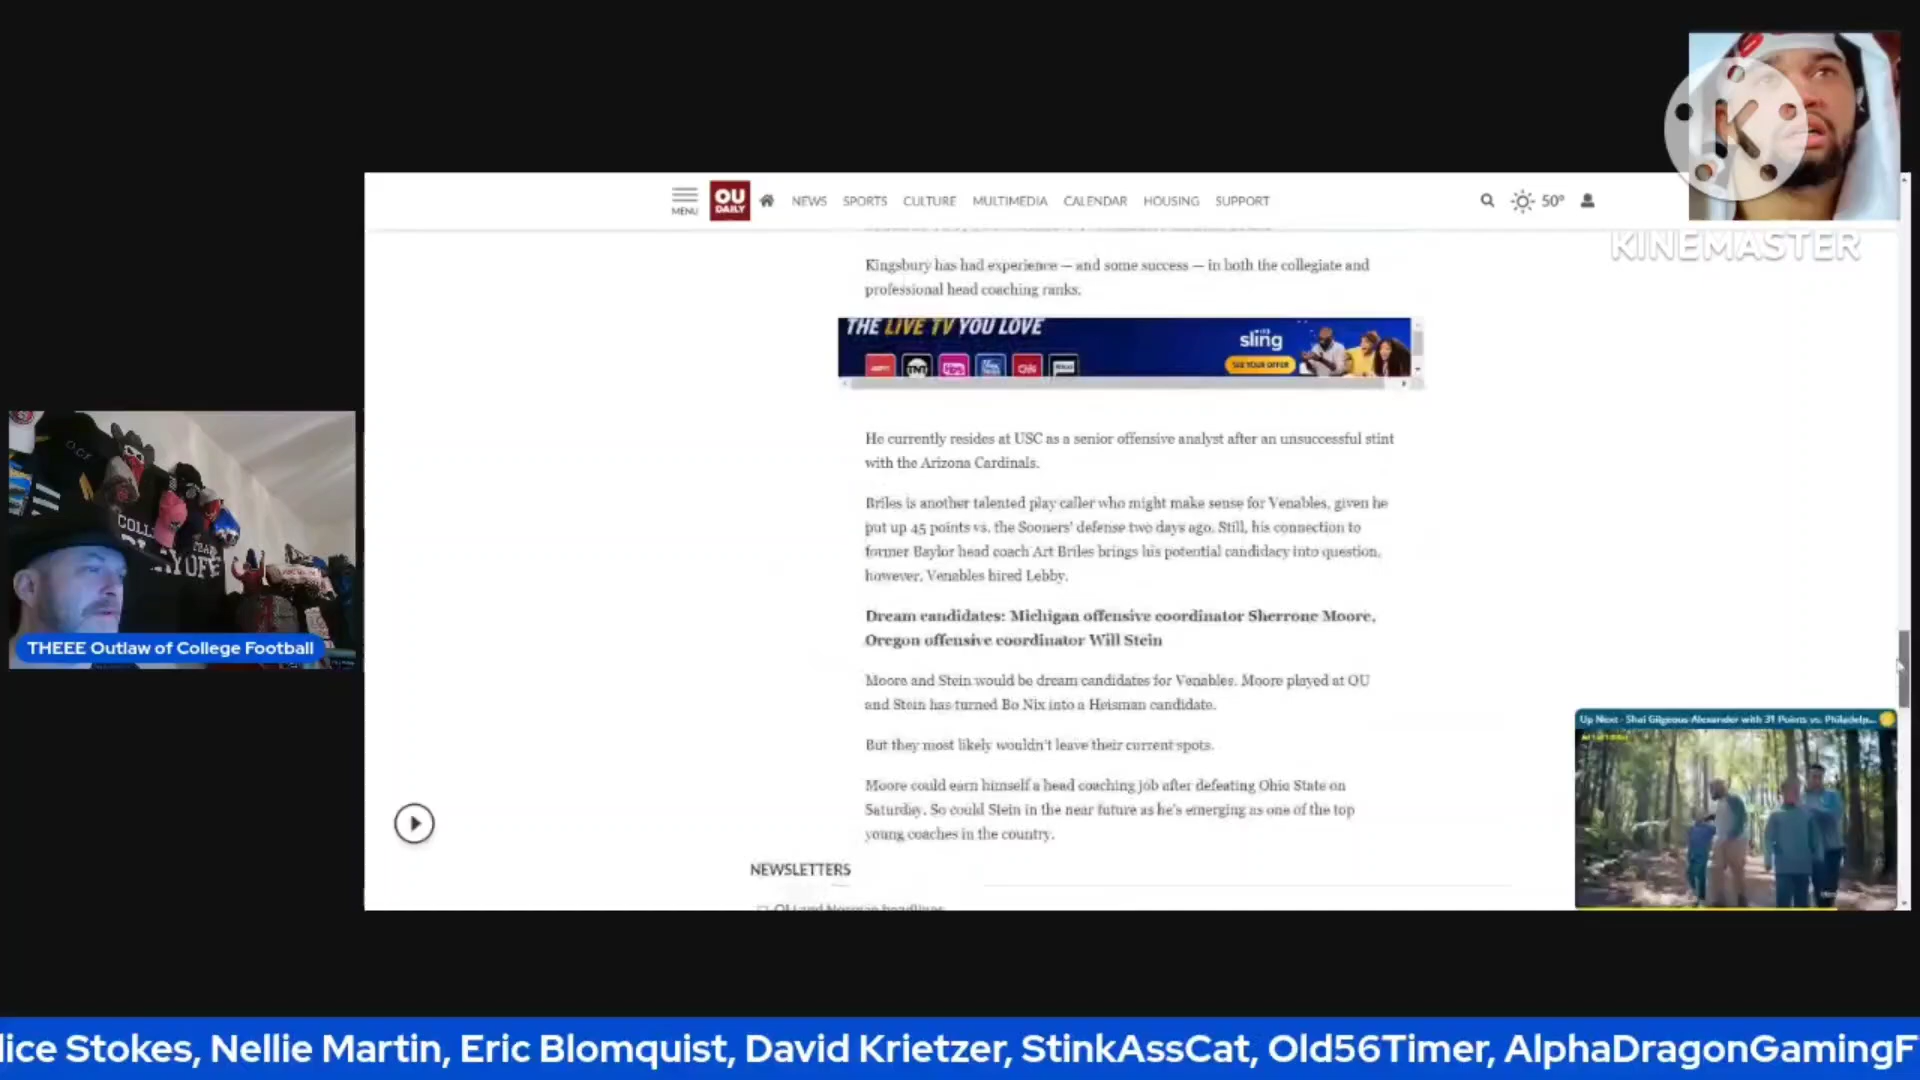 KINEMASTER
MENU
OU
DAILY
NEWS SPORTS CULTURE MULTIMEDIA CALENDAR HOUSING SUPPORT
50°
Kingsbury has had experience — and some success — in both the collegiate and
professional head coaching ranks.
THE LIVE TV YOU LOVE
sling
SEE YOUR OFFER
ESPN
TNT
He currently resides at USC as a senior offensive analyst after an unsuccessful stint
with the Arizona Cardinals.
Briles is another talented play caller who might make sense for Venables, given he
put up 45 points vs. the Sooners' defense two days ago. Still, his connection to
former Baylor head coach Art Briles brings his potential candidacy into question,
however, Venables hired Lebby.
Dream candidates: Michigan offensive coordinator Sherrone Moore,
Oregon offensive coordinator Will Stein
Moore and Stein would be dream candidates for Venables. Moore played at OU
and Stein has turned Bo Nix into a Heisman candidate.
But they most likely wouldn't leave their current spots.
Moore could earn himself a head coaching job after defeating Ohio State on
Saturday. So could Stein in the near future as he's emerging as one of the top
young coaches in the country.
NEWSLETTERS
OU and Norman headlines
Up Next - Shai Gilgeous-Alexander with 31 Points vs. Philadelp...
THEEE Outlaw of College Football
lice Stokes, Nellie Martin, Eric Blomquist, David Krietzer, StinkAssCat, Old56Timer, AlphaDragonGamingF